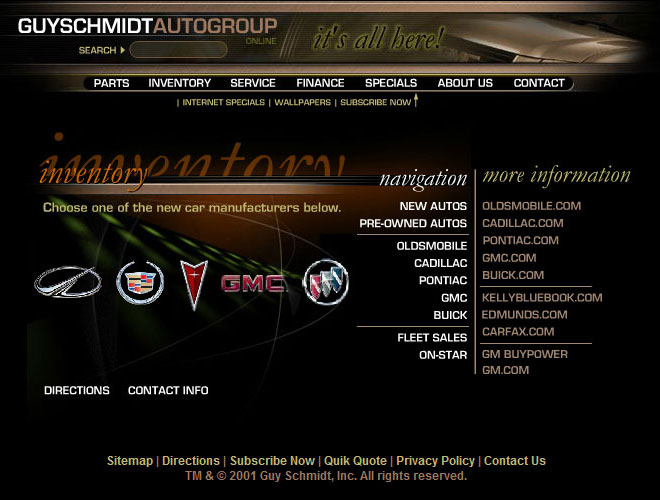 GUYSCHMIDTAUTOGROUP
ONLINE
it's all here!
SEARCH
PARTS INVENTORY SERVICE FINANCE SPECIALS ABOUT US CONTACT
| INTERNET SPECIALS | WALLPAPERS | SUBSCRIBE NOW
inventory
inventory
Choose one of the new car manufacturers below.
GMC
DIRECTIONS CONTACT INFO
navigation
NEW AUTOS
PRE-OWNED AUTOS
OLDSMOBILE
CADILLAC
PONTIAC
GMC
BUICK
FLEET SALES
ON-STAR
more information
OLDSMOBILE.COM
CADILLAC.COM
PONTIAC.COM
GMC.COM
BUICK.COM
KELLYBLUEBOOK.COM
EDMUNDS.COM
CARFAX.COM
GM BUYPOWER
GM.COM
Sitemap | Directions | Subscribe Now | Quik Quote | Privacy Policy | Contact Us
TM & © 2001 Guy Schmidt, Inc. All rights reserved.